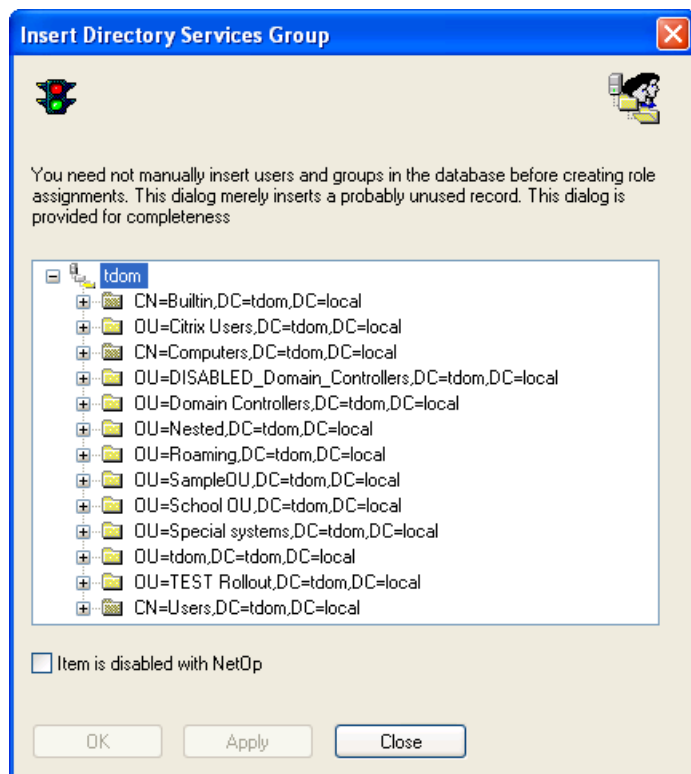 Insert Directory Services Group
You need not manually insert users and groups in the database before creating role
assignments. This dialog merely inserts a probably unused record. This dialog is
provided for completeness
tdom
CN=Builtin,DC=tdom,DC=local
OU=Citrix Users,DC=tdom,DC=local
CN=Computers,DC=tdom,DC=local
OU=DISABLED_Domain_Controllers,DC=tdom,DC=local
OU=Domain Controllers,DC=tdom,DC=local
OU=Nested,DC=tdom,DC=local
OU=Roaming,DC=tdom,DC=local
OU=SampleOU,DC=tdom,DC=local
OU=School OU,DC=tdom,DC=local
OU=Special systems,DC=tdom,DC=local
OU=tdom,DC=tdom,DC=local
OU=TEST Rollout,DC=tdom,DC=local
CN=Users,DC=tdom,DC=local
Item is disabled with NetOp
OK Apply Close